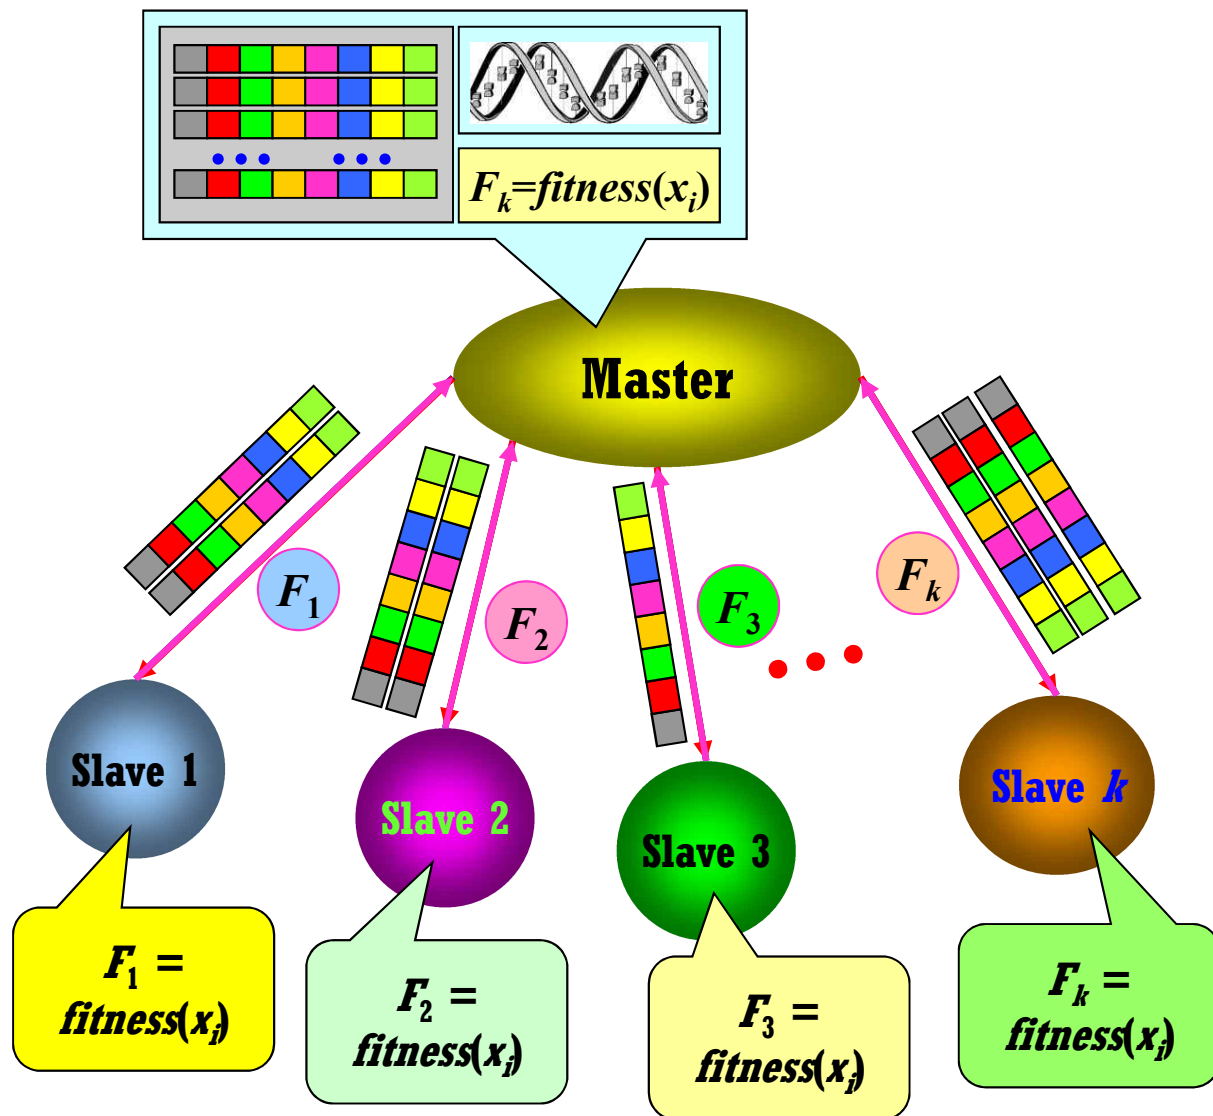 F_k=fitness(x_i)
Master
F_1
F_2
F_3
F_k
Slave 1
Slave 2
Slave 3
Slave k
F_1 =
fitness(x_i)
F_2 =
fitness(x_i)
F_3 =
fitness(x_i)
F_k =
fitness(x_i)